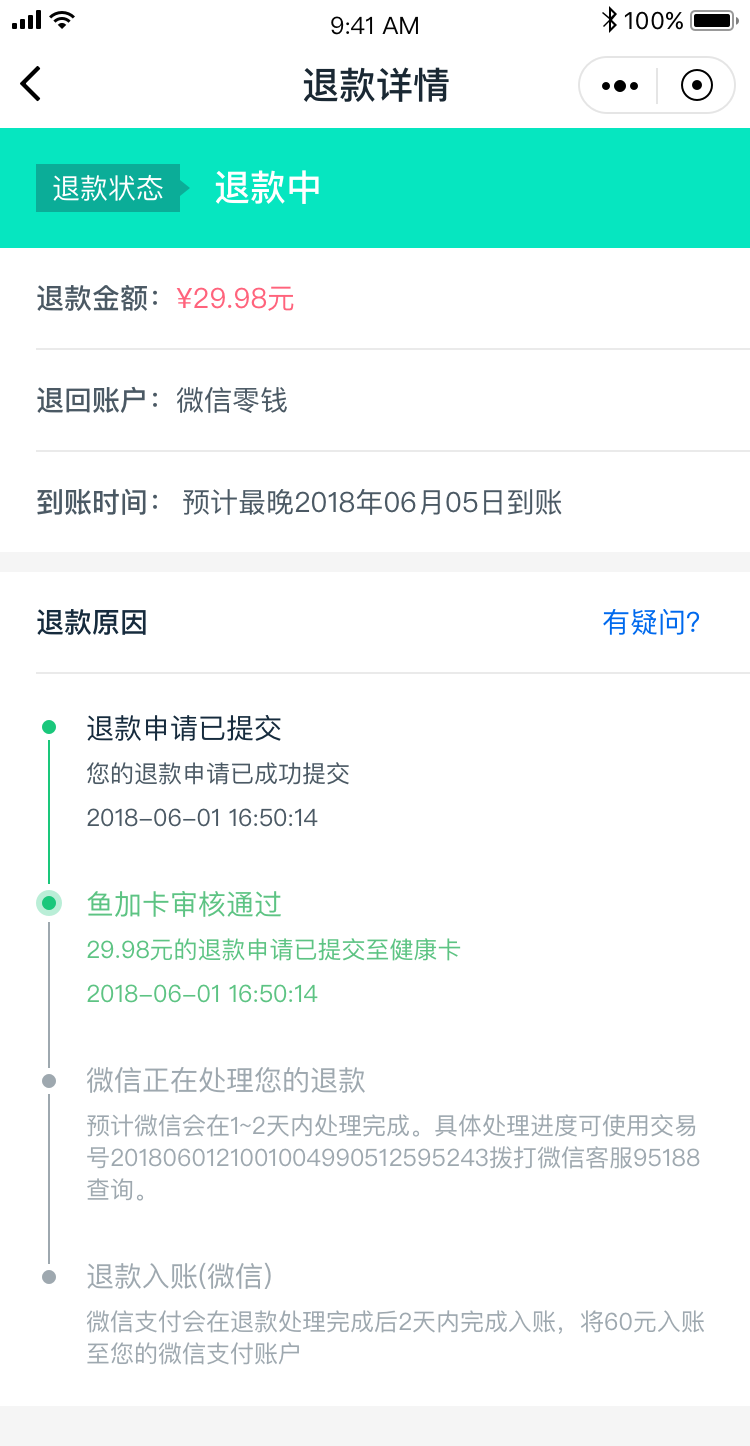 9:41 AM
100%
退款详情
退款状态 退款中
退款金额：¥29.98元
退回账户：微信零钱
到账时间：预计最晚2018年06月05日到账
退款原因 有疑问?
退款申请已提交
您的退款申请已成功提交
2018-06-01 16:50:14
鱼加卡审核通过
29.98元的退款申请已提交至健康卡
2018-06-01 16:50:14
微信正在处理您的退款
预计微信会在1~2天内处理完成。具体处理进度可使用交易
号2018060121001004990512595243拨打微信客服95188
查询。
退款入账(微信)
微信支付会在退款处理完成后2天内完成入账，将60元入账
至您的微信支付账户